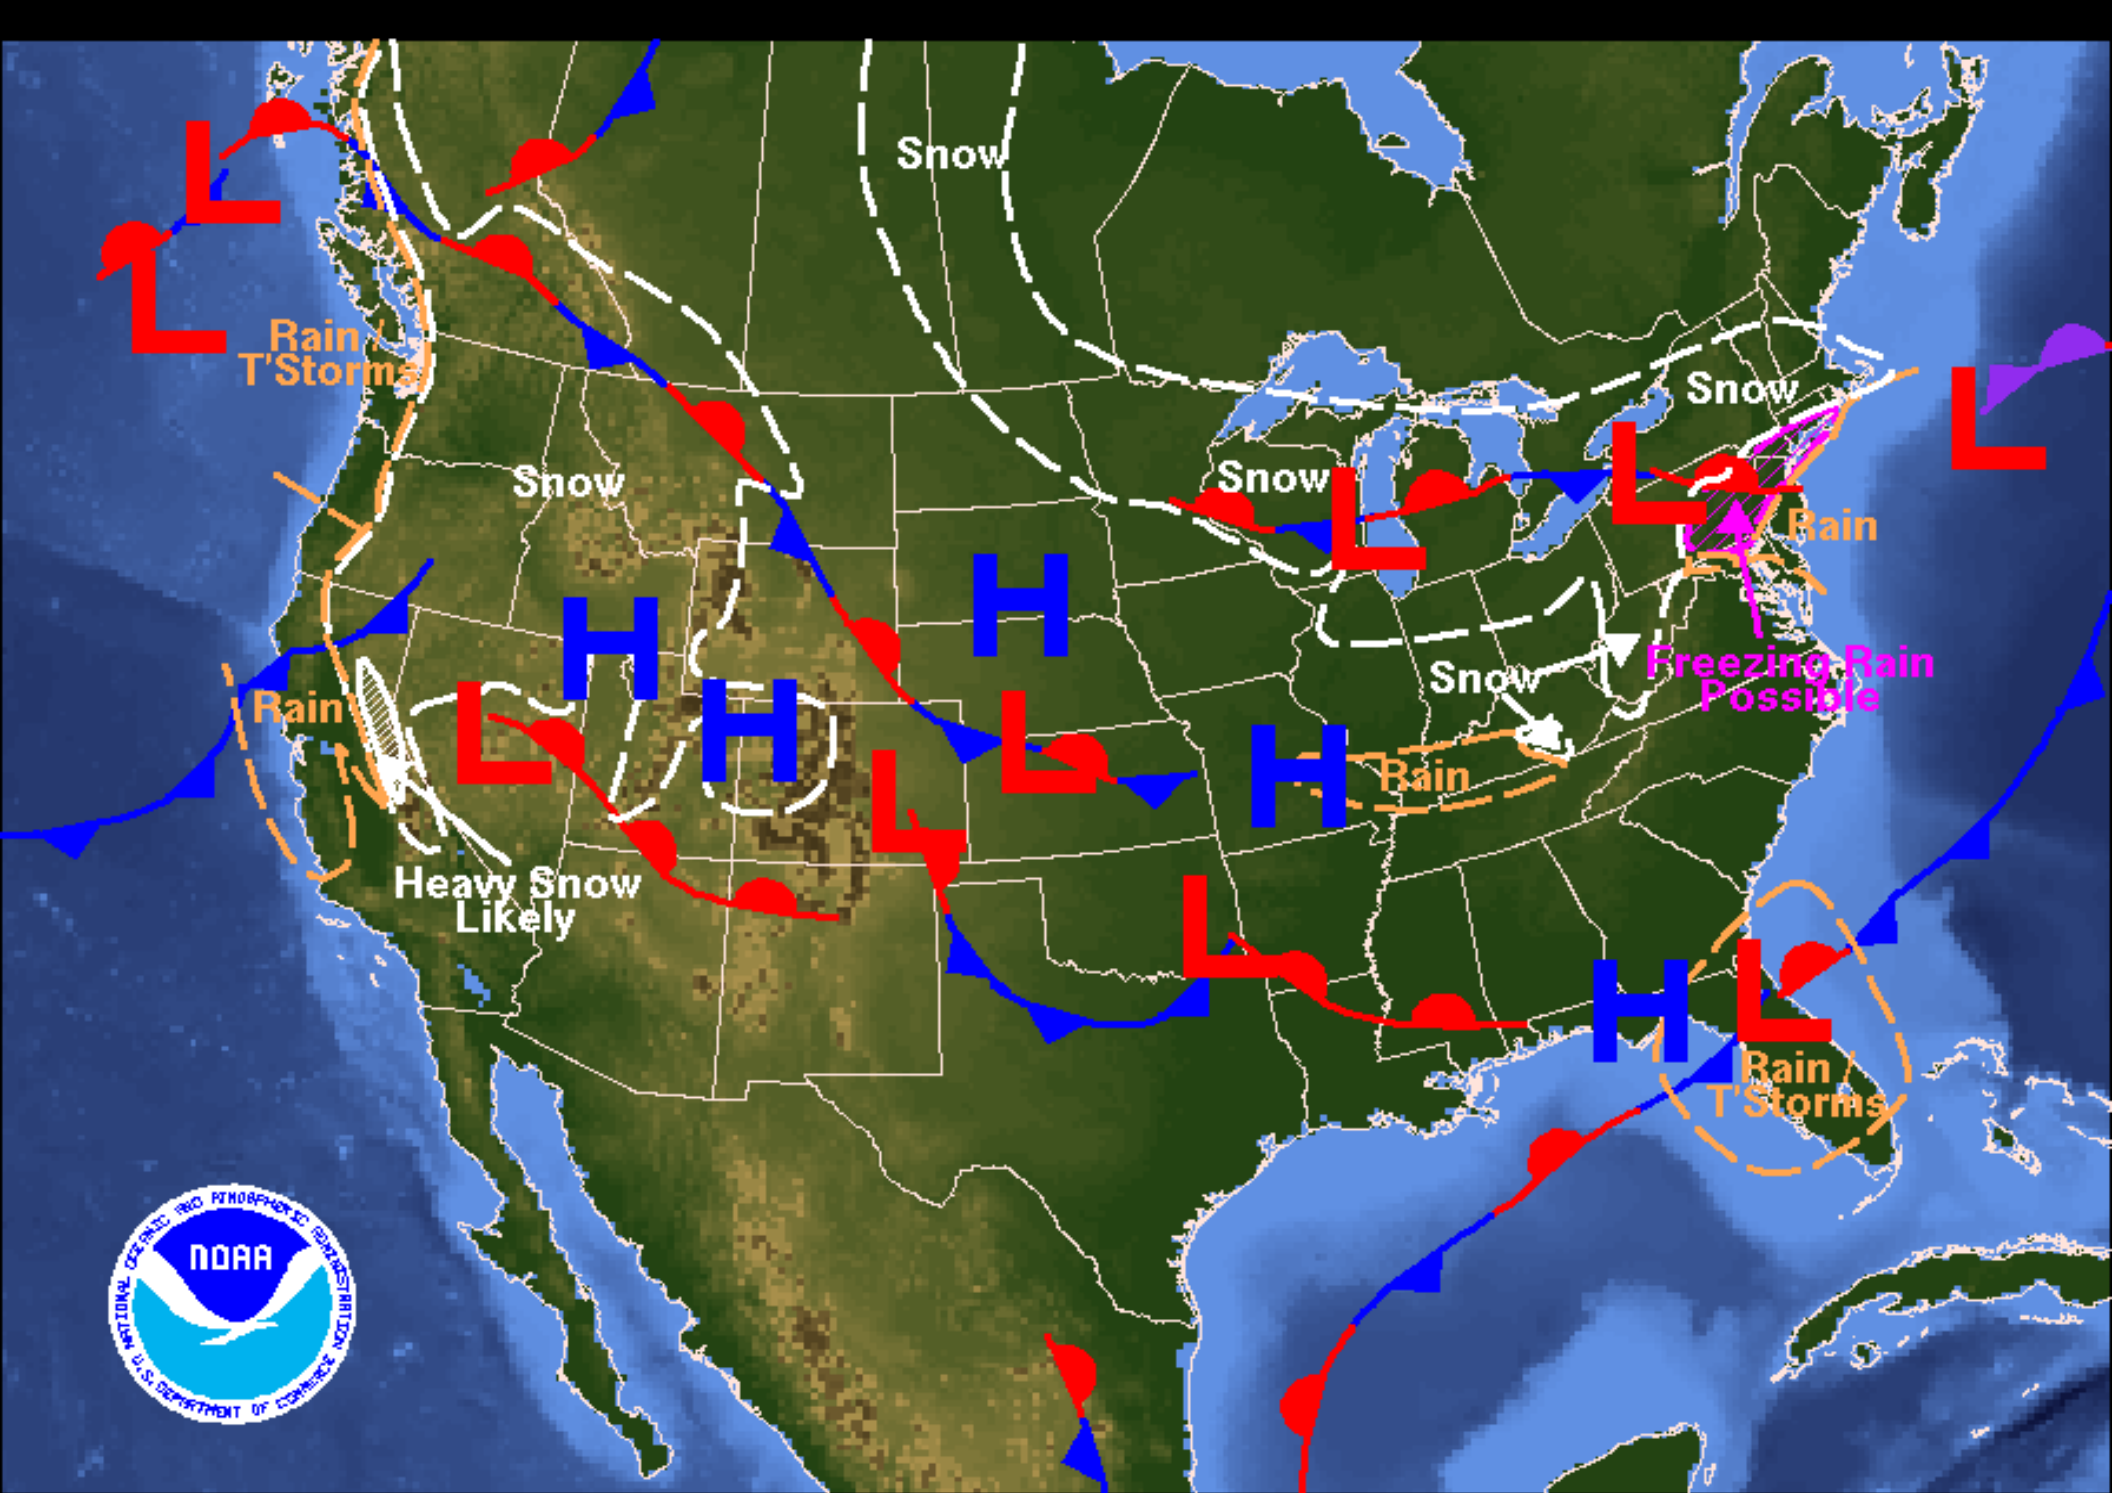 Snow
L
L
Rain /
T'Storms
Snow
L
L
Snow
Snow
L
Rain
H
H
Snow
Freezing Rain
Possible
L
Rain
H
L
H
Rain
L
Heavy Snow
Likely
L
H
L
Rain /
T'Storms
NATIONAL OCEANIC AND ATMOSPHERIC ADMINISTRATION
NOAA
U.S. DEPARTMENT OF COMMERCE